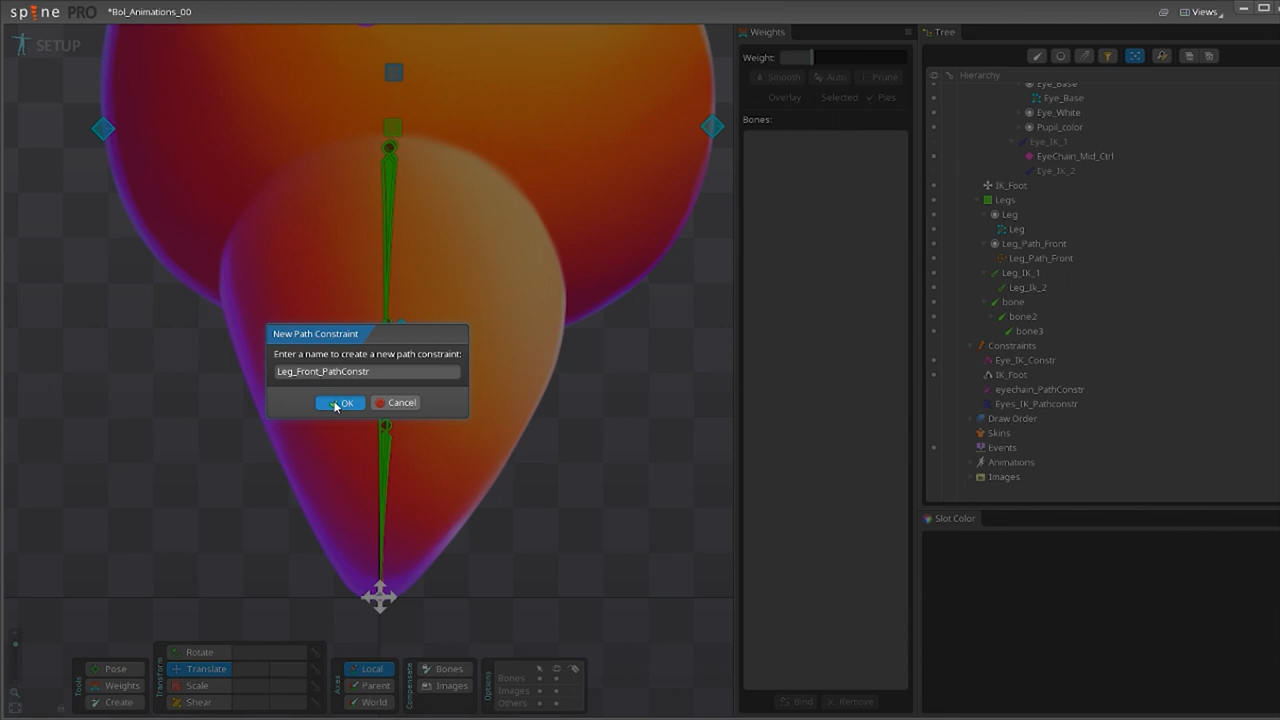 spine PRO *Bol_Animations_00 Views
SETUP
Weights
Weight:
Smooth Auto Prune
Overlay Selected Pies
Bones:
Tree
Hierarchy
Eye_Base
Eye_Base
Eye_White
Pupil_color
Eye_IK_1
EyeChain_Mid_Ctrl
Eye_IK_2
IK_Foot
Legs
Leg
Leg
Leg_Path_Front
Leg_Path_Front
Leg_IK_1
Leg_Ik_2
bone
bone2
bone3
Constraints
Eye_IK_Constr
IK_Foot
eyechain_PathConstr
Eyes_IK_Pathconstr
Draw Order
Skins
Events
Animations
Images
Slot Color
New Path Constraint
Enter a name to create a new path constraint:
Leg_Front_PathConstr
OK Cancel
Tools
Pose
Weights
Create
Transform
Rotate
Translate
Scale
Shear
Axes
Local
Parent
World
Compensate
Bones
Images
Options
Bones
Images
Others
Bind Remove